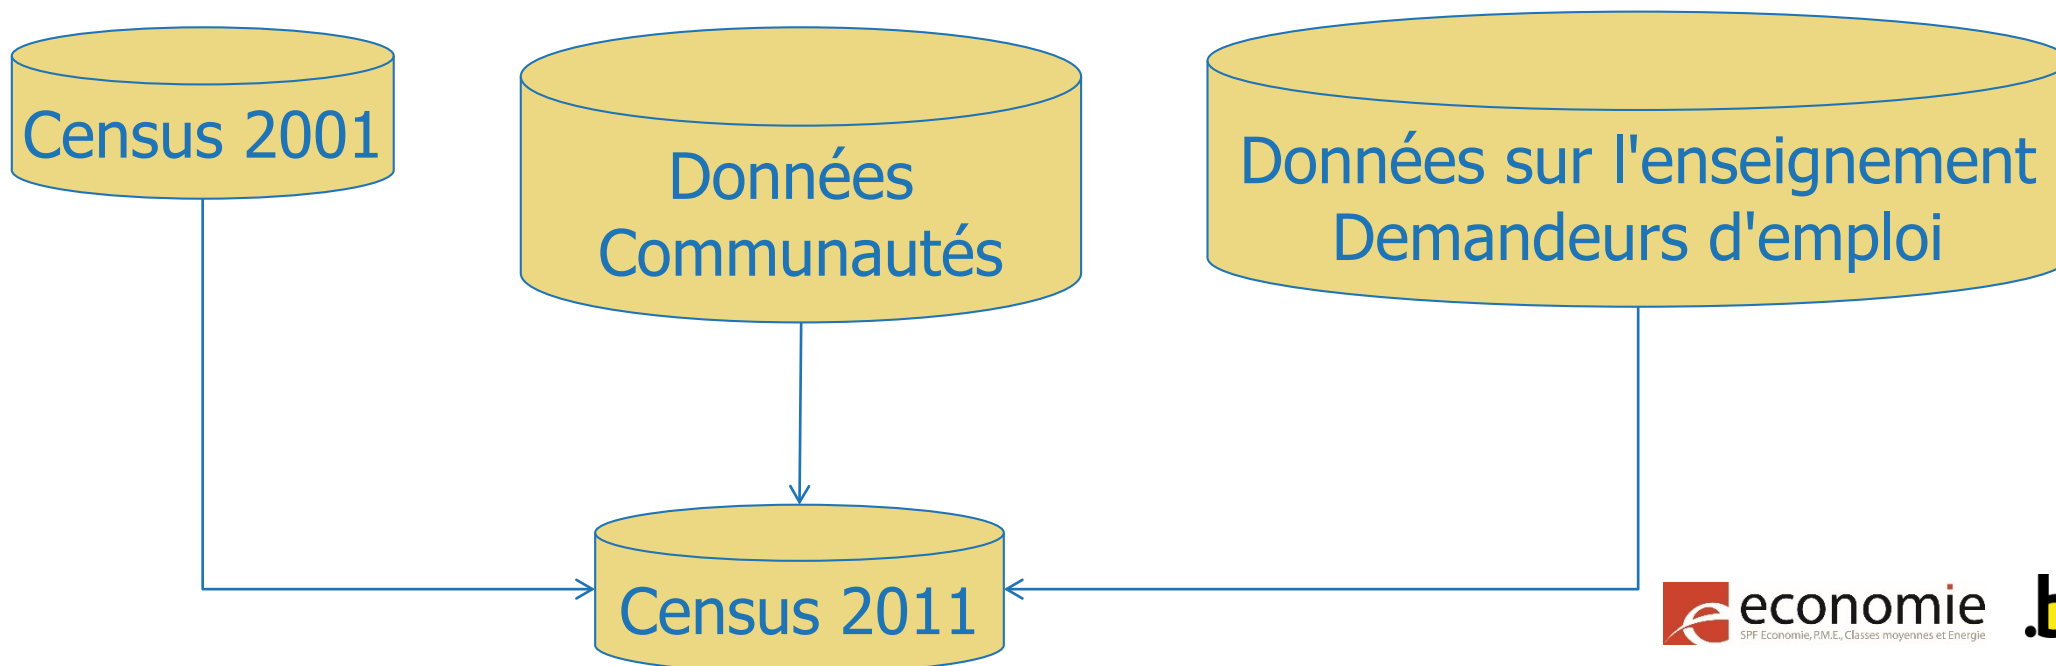 Census 2001
Données
Communautés
Données sur l'enseignement
Demandeurs d'emploi
Census 2011
economie
SPF Economie, P.M.E., Classes moyennes et Energie
.b